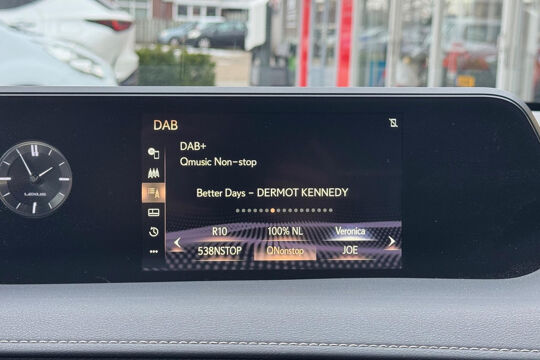 DAB
DAB+
Qmusic Non-stop
Better Days - DERMOT KENNEDY
R10 100% NL Veronica
538NSTOP QNonstop JOE
LEXUS